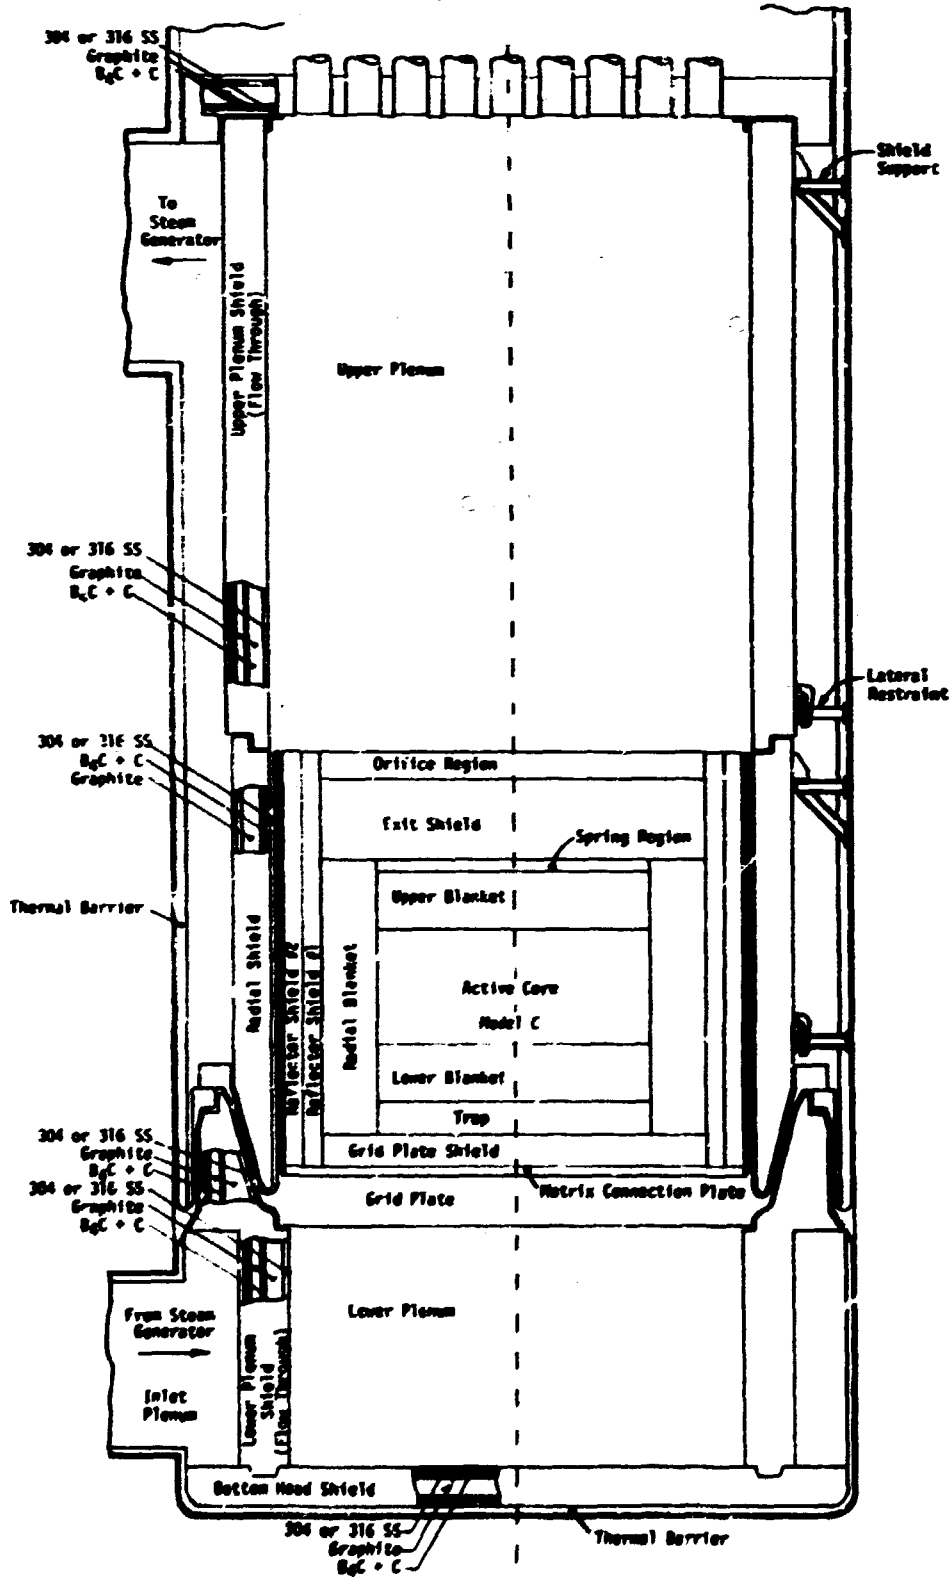 304 or 316 SS
Graphite
B₄C + C
Shield
Support
To
Steam
Generator
Upper Plenum Shield
(Flow Through)
Upper Plenum
304 or 316 SS
Graphite
B₄C + C
Lateral
Restraint
304 or 316 SS
B₄C + C
Graphite
Orifice Region
Exit Shield
Spring Region
Upper Blanket
Thermal Barrier
Radial Shield
Reflector Shield #2
Reflector Shield #1
Radial Blanket
Active Core
Model C
Lower Blanket
Trap
304 or 316 SS
Graphite
B₄C + C
304 or 316 SS
Graphite
B₄C + C
Grid Plate Shield
Matrix Connection Plate
Grid Plate
From Steam
Generator
Inlet
Plenum
Lower Plenum
Shield
(Flow Through)
Lower Plenum
Bottom Head Shield
304 or 316 SS
Graphite
B₄C + C
Thermal Barrier